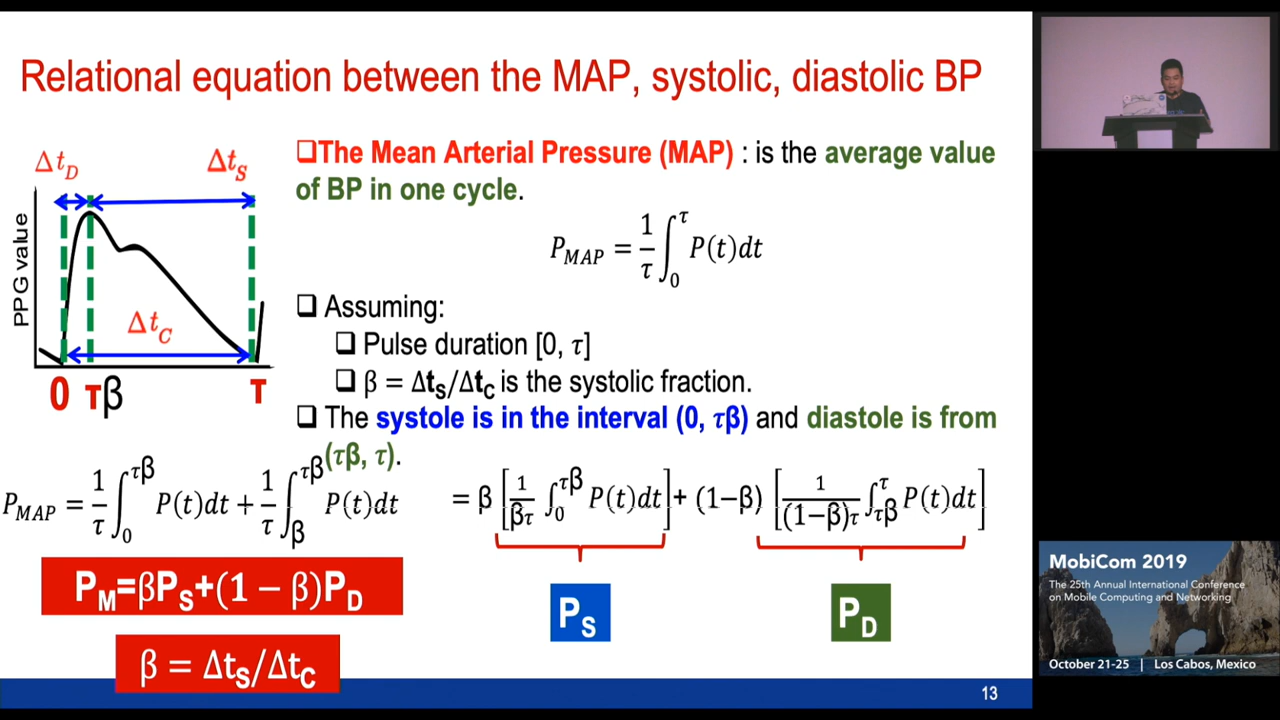 Relational equation between the MAP, systolic, diastolic BP
Δt_D
Δt_S
PPG value
Δt_C
0 τβ
τ
❑The Mean Arterial Pressure (MAP) : is the average value
of BP in one cycle.
P_MAP = 1/τ ∫_0^τ P(t)dt
❑ Assuming:
❑ Pulse duration [0, τ]
❑ β = Δt_S/Δt_C is the systolic fraction.
❑ The systole is in the interval (0, τβ) and diastole is from
(τβ, τ).
P_MAP = 1/τ ∫_0^τβ P(t)dt + 1/τ ∫_β^τβ P(t)dt = β [1/βτ ∫_0^τβ P(t)dt] + (1−β) [1/(1−β)τ ∫_τβ^τ P(t)dt]
P_M=βP_S+(1 − β)P_D
P_S
P_D
β = Δt_S/Δt_C
13
MobiCom 2019
The 25th Annual International Conference
on Mobile Computing and Networking
October 21-25 | Los Cabos, Mexico